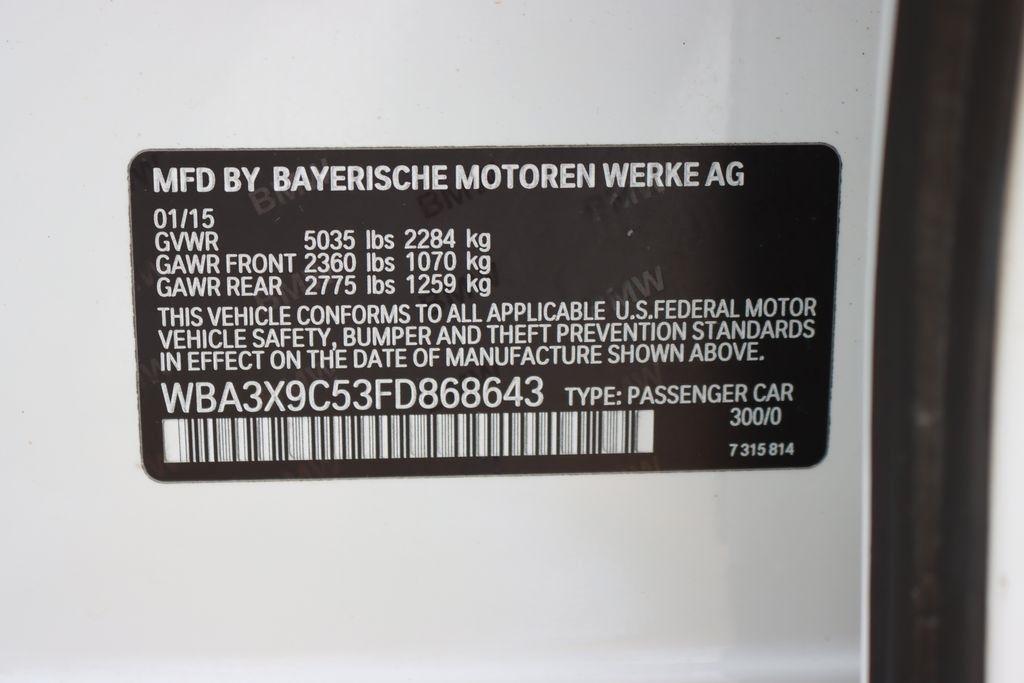 MFD BY BAYERISCHE MOTOREN WERKE AG
01/15
GVWR 5035 lbs 2284 kg
GAWR FRONT 2360 lbs 1070 kg
GAWR REAR 2775 lbs 1259 kg
THIS VEHICLE CONFORMS TO ALL APPLICABLE U.S.FEDERAL MOTOR
VEHICLE SAFETY, BUMPER AND THEFT PREVENTION STANDARDS
IN EFFECT ON THE DATE OF MANUFACTURE SHOWN ABOVE.
WBA3X9C53FD868643 TYPE: PASSENGER CAR
300/0
7 315 814